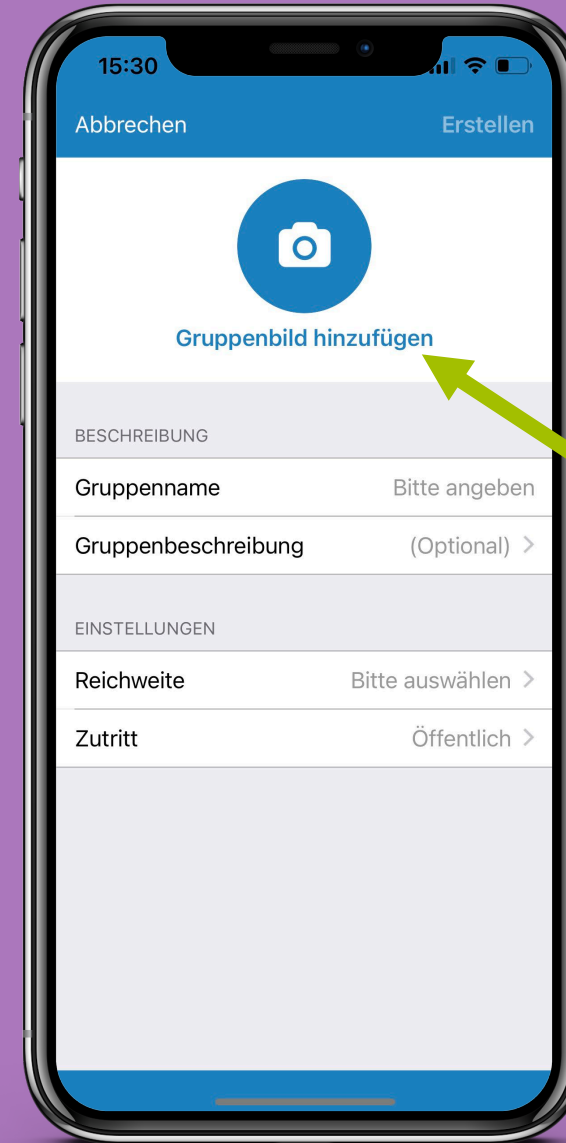 15:30
Abbrechen Erstellen
Gruppenbild hinzufügen
BESCHREIBUNG
Gruppenname Bitte angeben
Gruppenbeschreibung (Optional)
EINSTELLUNGEN
Reichweite Bitte auswählen
Zutritt Öffentlich